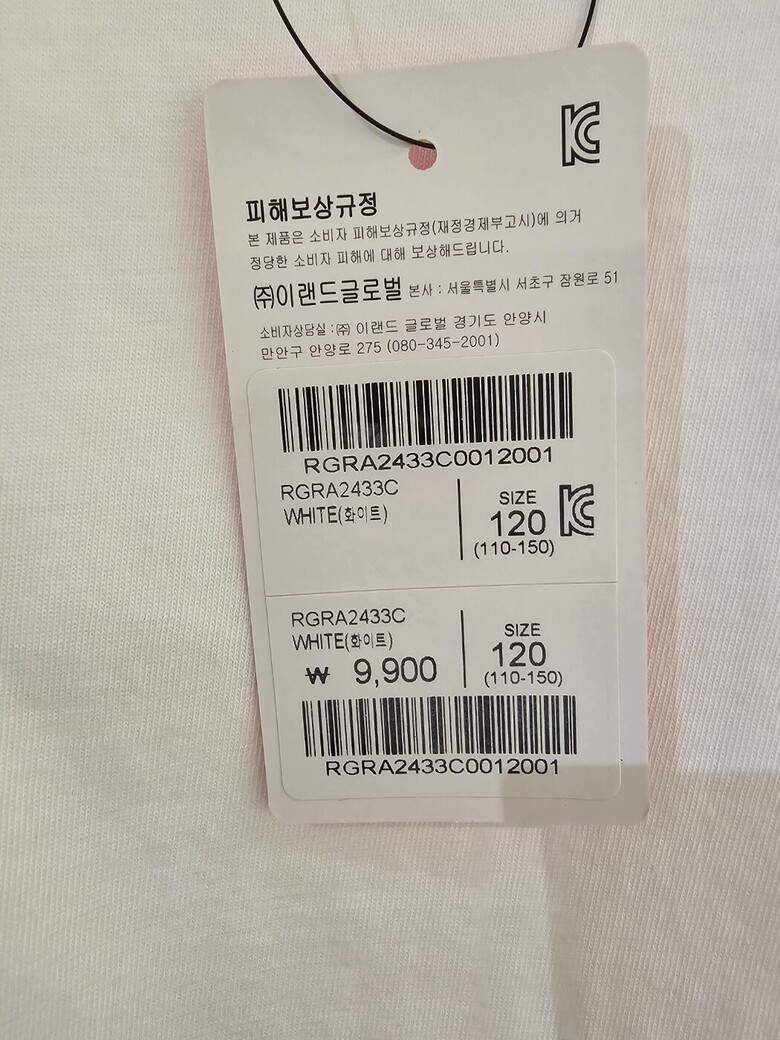 KC
피해보상규정
본 제품은 소비자 피해보상규정(재정경제부고시)에 의거
정당한 소비자 피해에 대해 보상해드립니다.
㈜이랜드글로벌 본사 : 서울특별시 서초구 잠원로 51
소비자상담실 : ㈜ 이랜드 글로벌 경기도 안양시
만안구 안양로 275 (080-345-2001)
RGRA2433C0012001
RGRA2433C
WHITE(화이트)
SIZE
120
(110-150)
KC
RGRA2433C
WHITE(화이트)
₩ 9,900
SIZE
120
(110-150)
RGRA2433C0012001